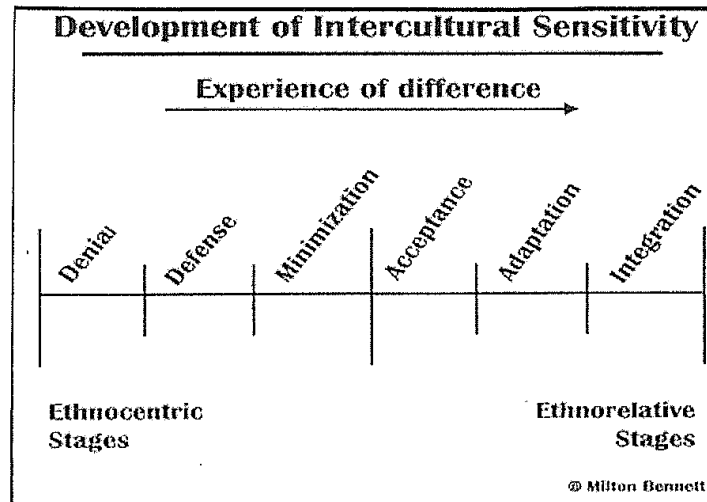 Development of Intercultural Sensitivity
Experience of difference
Denial
Defense
Minimization
Acceptance
Adaptation
Integration
Ethnocentric
Stages
Ethnorelative
Stages
© Milton Bennett